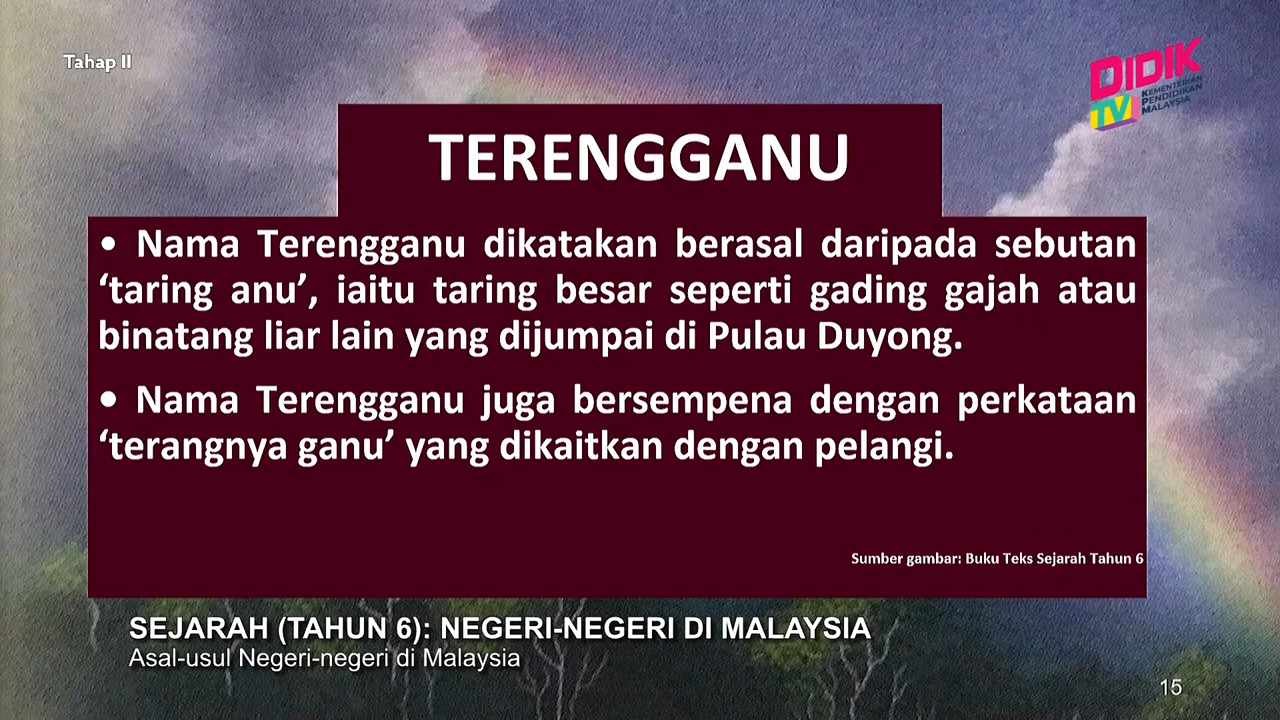 Tahap II
DIDIK
TV
KEMENTERIAN
PENDIDIKAN
MALAYSIA
TERENGGANU
• Nama Terengganu dikatakan berasal daripada sebutan
‘taring anu’, iaitu taring besar seperti gading gajah atau
binatang liar lain yang dijumpai di Pulau Duyong.
• Nama Terengganu juga bersempena dengan perkataan
‘terangnya ganu’ yang dikaitkan dengan pelangi.
Sumber gambar: Buku Teks Sejarah Tahun 6
SEJARAH (TAHUN 6): NEGERI-NEGERI DI MALAYSIA
Asal-usul Negeri-negeri di Malaysia
15